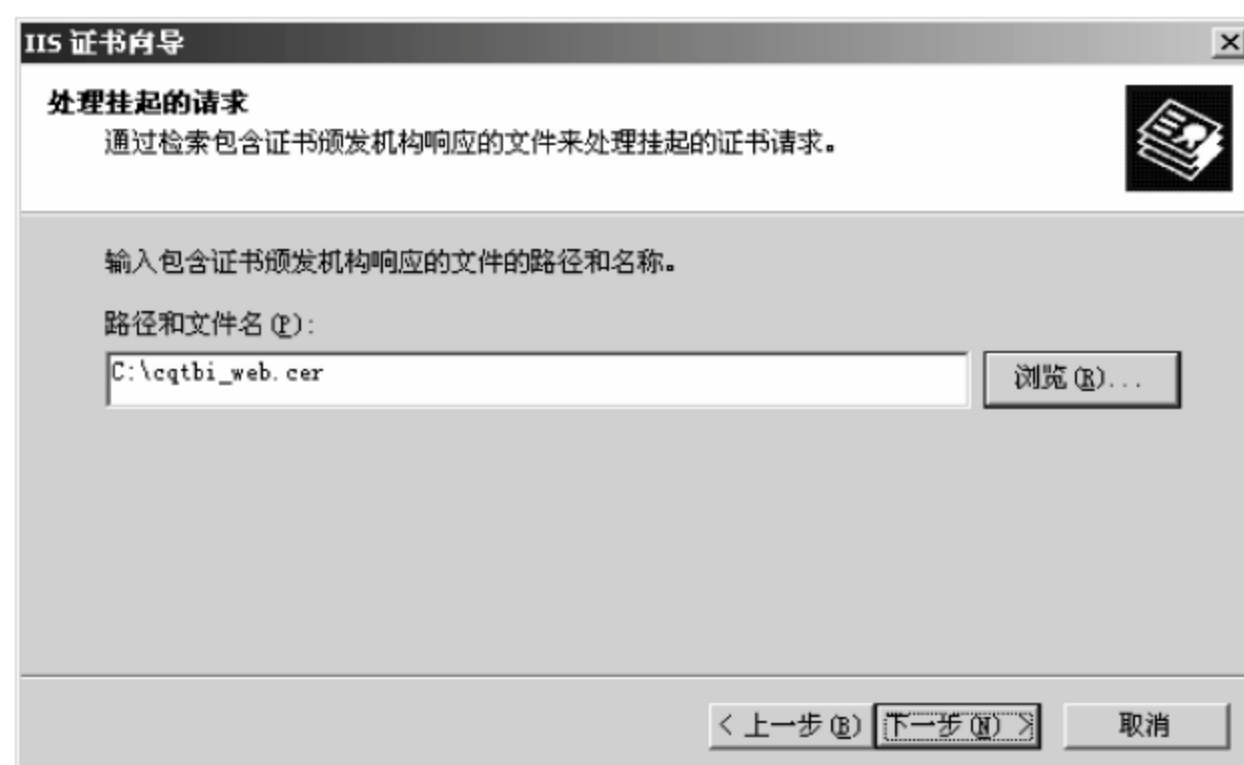 IIS 证书向导
处理挂起的请求
通过检索包含证书颁发机构响应的文件来处理挂起的证书请求。
输入包含证书颁发机构响应的文件的路径和名称。
路径和文件名(P):
C:\cqtbi_web.cer
浏览(R)...
< 上一步(B) 下一步(N) > 取消